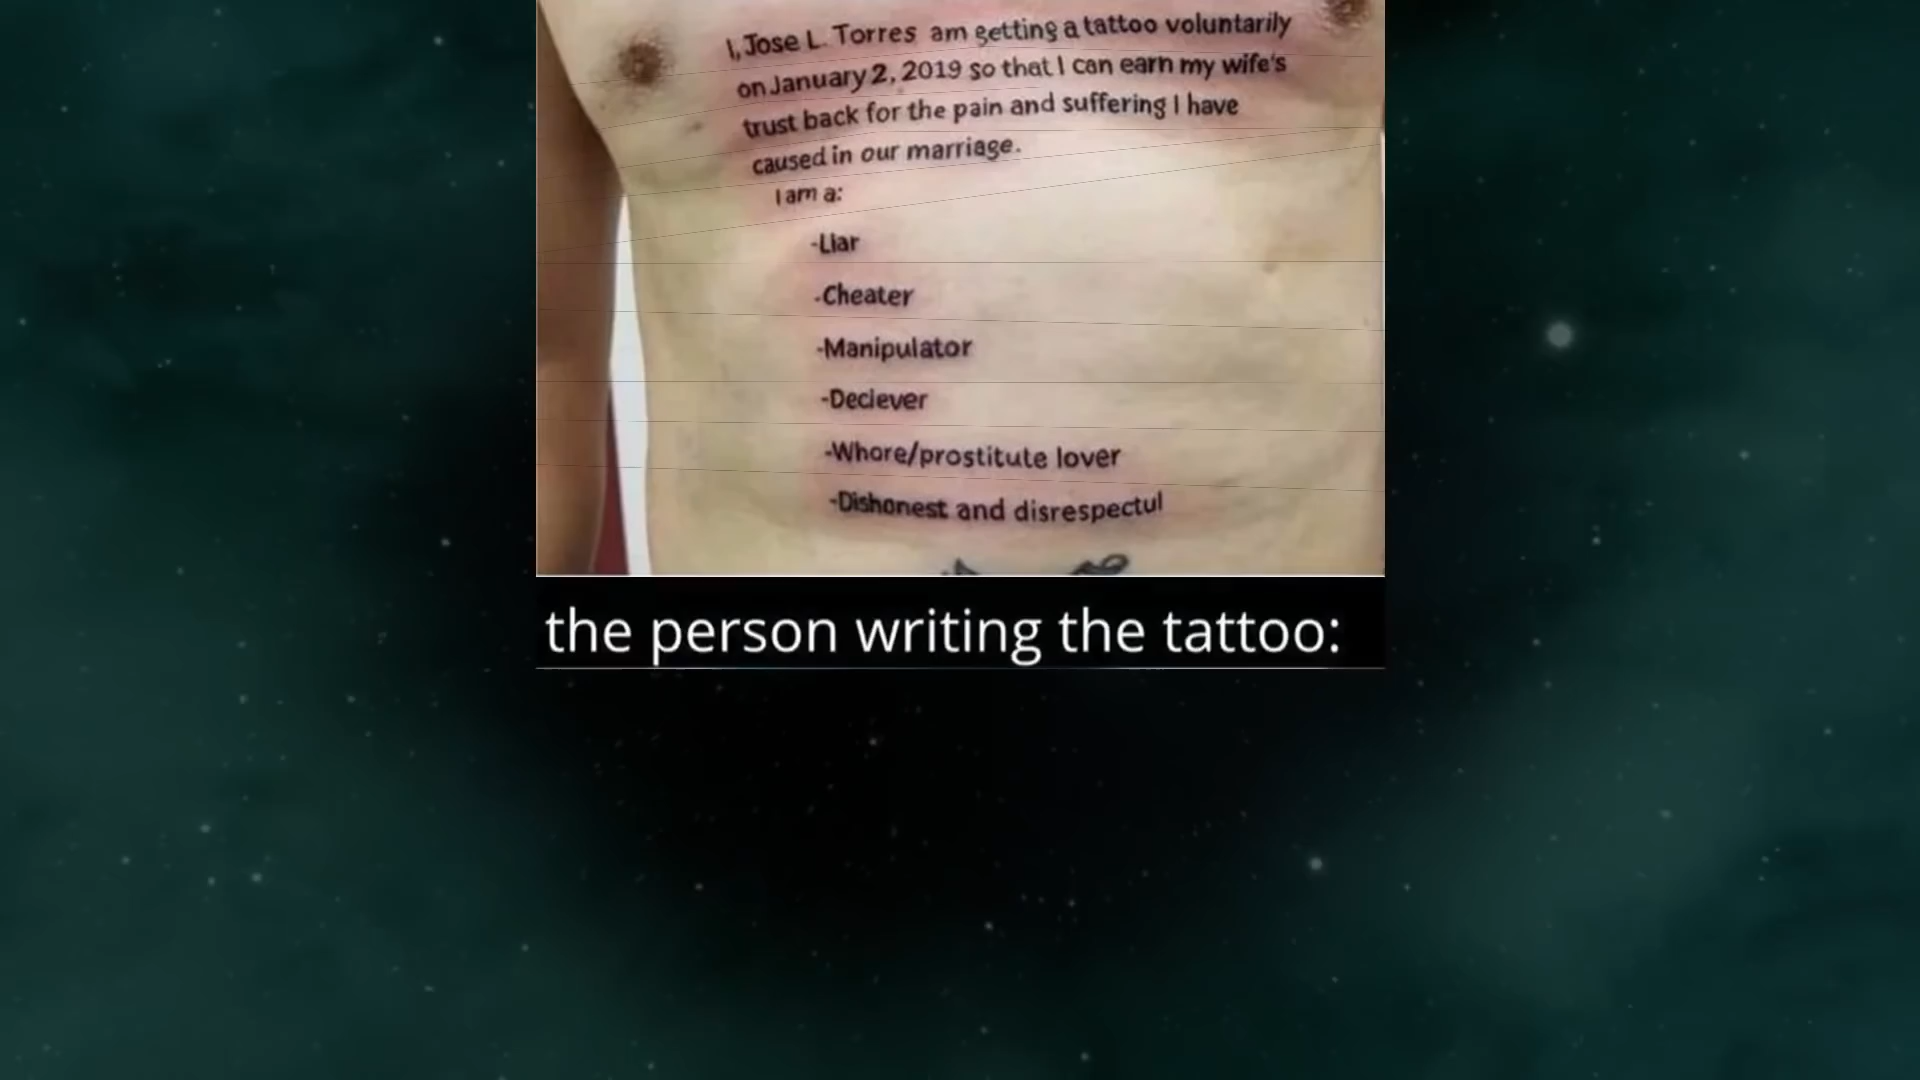 I, Jose L. Torres am getting a tattoo voluntarily
on January 2, 2019 so that I can earn my wife's
trust back for the pain and suffering I have
caused in our marriage.
I am a:
-Liar
-Cheater
-Manipulator
-Deciever
-Whore/prostitute lover
-Dishonest and disrespectul
the person writing the tattoo: